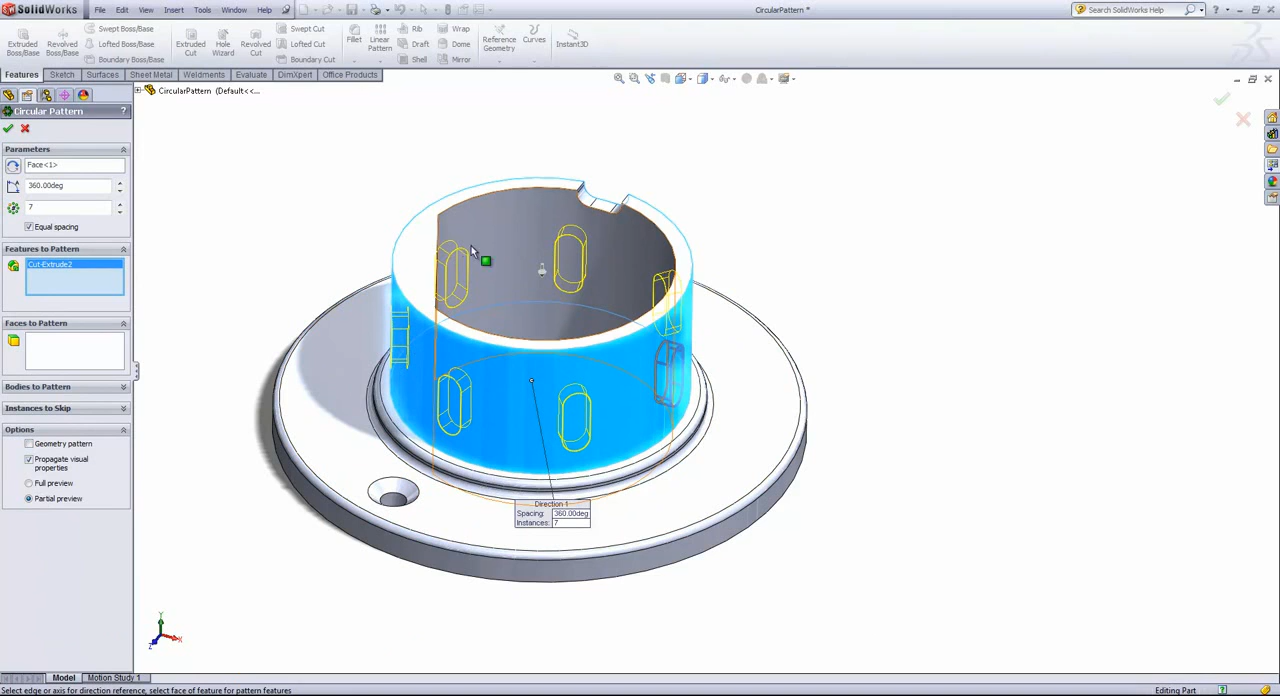 SolidWorks
File Edit View Insert Tools Window Help
CircularPattern *
Search SolidWorks Help
Extruded Boss/Base
Revolved Boss/Base
Swept Boss/Base
Lofted Boss/Base
Boundary Boss/Base
Extruded Cut
Hole Wizard
Revolved Cut
Swept Cut
Lofted Cut
Boundary Cut
Fillet
Linear Pattern
Rib
Draft
Shell
Wrap
Dome
Mirror
Reference Geometry
Curves
Instant3D
Features Sketch Surfaces Sheet Metal Weldments Evaluate DimXpert Office Products
CircularPattern (Default<<...
Circular Pattern ?
Parameters
Face<1>
360.00deg
7
Equal spacing
Features to Pattern
Cut-Extrude2
Faces to Pattern
Bodies to Pattern
Instances to Skip
Options
Geometry pattern
Propagate visual
properties
Full preview
Partial preview
Direction 1
Spacing: 360.00deg
Instances: 7
Y
X
Z
Model Motion Study 1
Select edge or axis for direction reference, select face of feature for pattern features
Editing Part